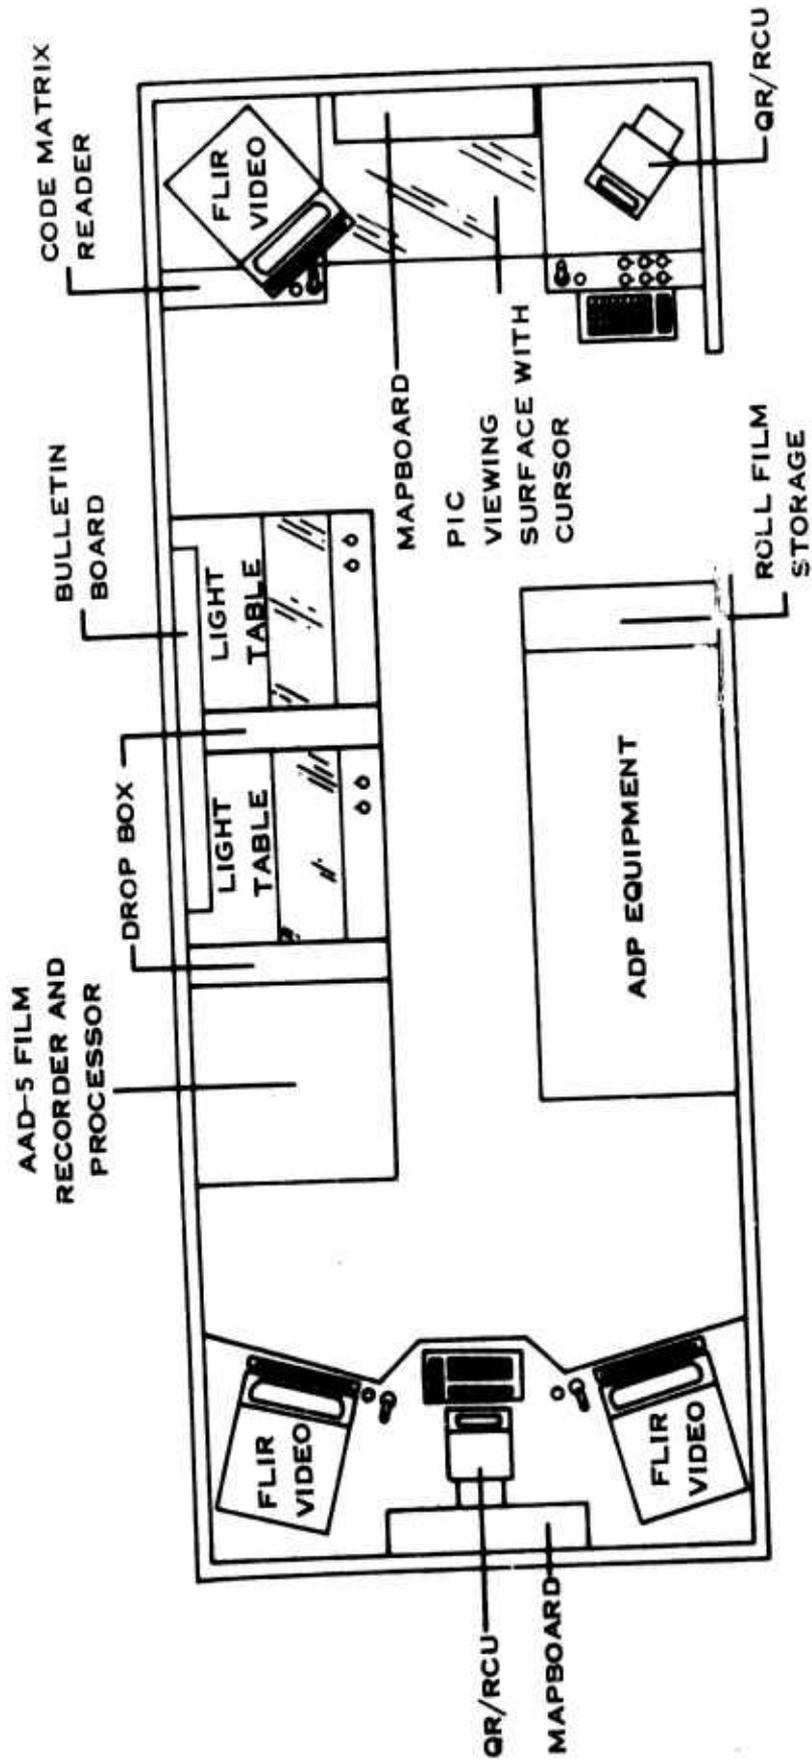 AAD-5 FILM
RECORDER AND
PROCESSOR
DROP BOX
BULLETIN
BOARD
CODE MATRIX
READER
FLIR
VIDEO
LIGHT
TABLE
LIGHT
TABLE
MAPBOARD
PIC
VIEWING
SURFACE WITH
CURSOR
QR/RCU
ROLL FILM
STORAGE
ADP EQUIPMENT
FLIR
VIDEO
FLIR
VIDEO
QR/RCU
MAPBOARD